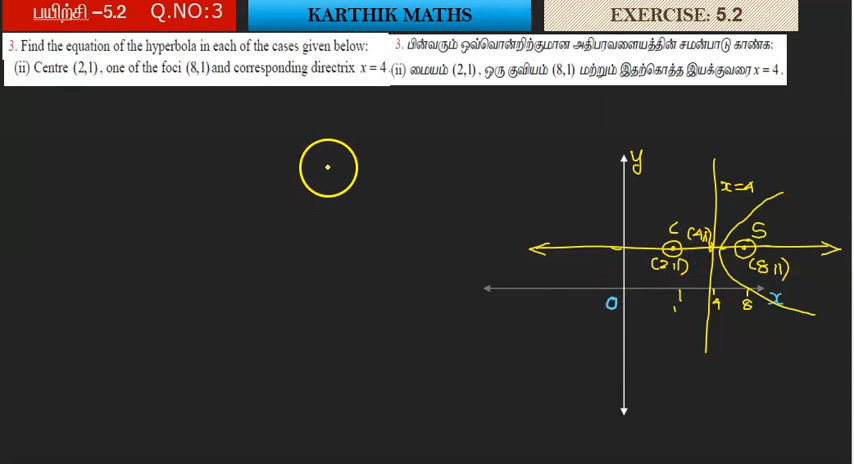 பயிற்சி –5.2 Q.NO:3
KARTHIK MATHS
EXERCISE: 5.2
3. Find the equation of the hyperbola in each of the cases given below:
(ii) Centre (2,1), one of the foci (8,1) and corresponding directrix x = 4.
3. பின்வரும் ஒவ்வொன்றிற்குமான அதிபரவளையத்தின் சமன்பாடு காண்க:
(ii) மையம் (2,1), ஒரு குவியம் (8,1) மற்றும் இதற்கொத்த இயக்குவரை x = 4.
y
x=4
C (4,1) S
(2,1) (8,1)
0 4 8 x